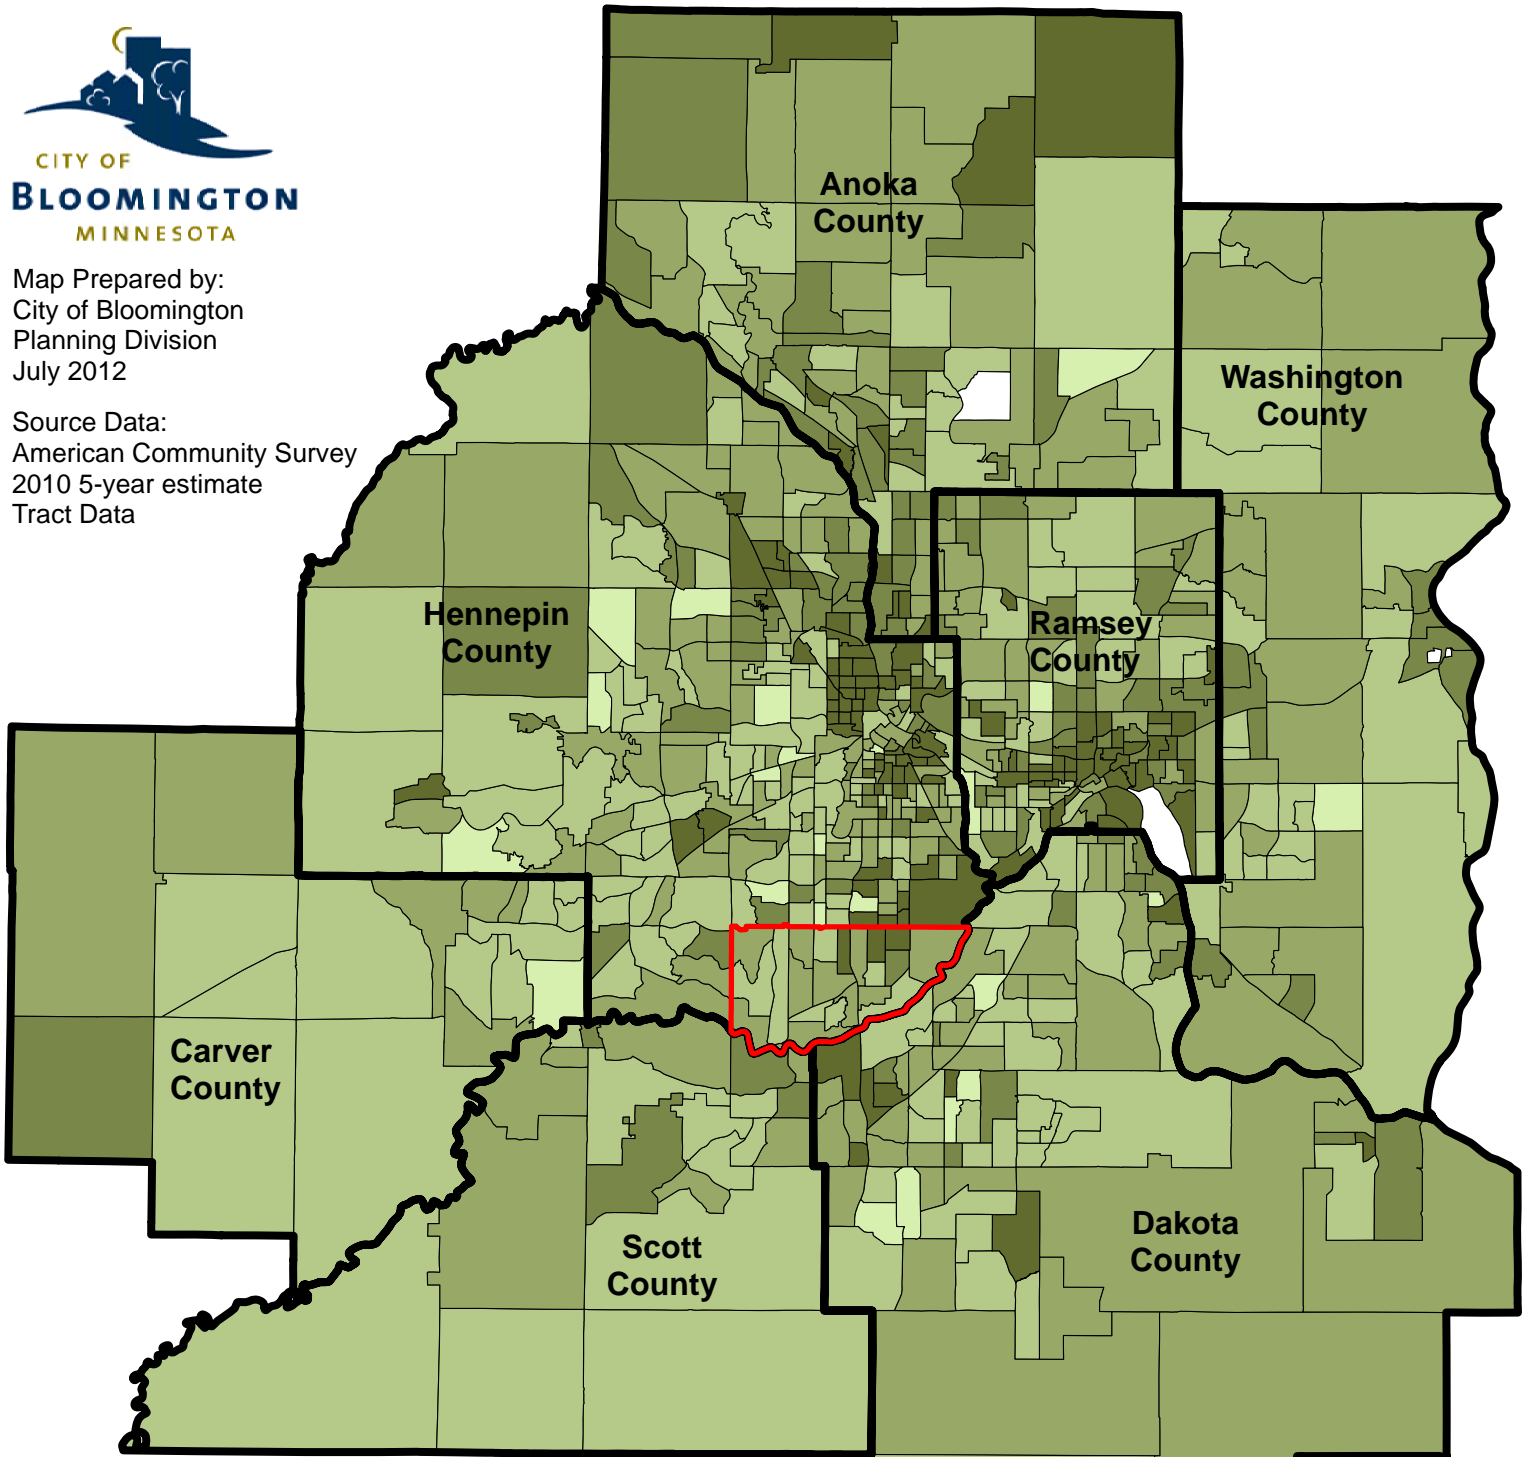 CITY OF
BLOOMINGTON
MINNESOTA
Map Prepared by:
City of Bloomington
Planning Division
July 2012
Source Data:
American Community Survey
2010 5-year estimate
Tract Data
Anoka
County
Washington
County
Hennepin
County
Ramsey
County
Carver
County
Scott
County
Dakota
County